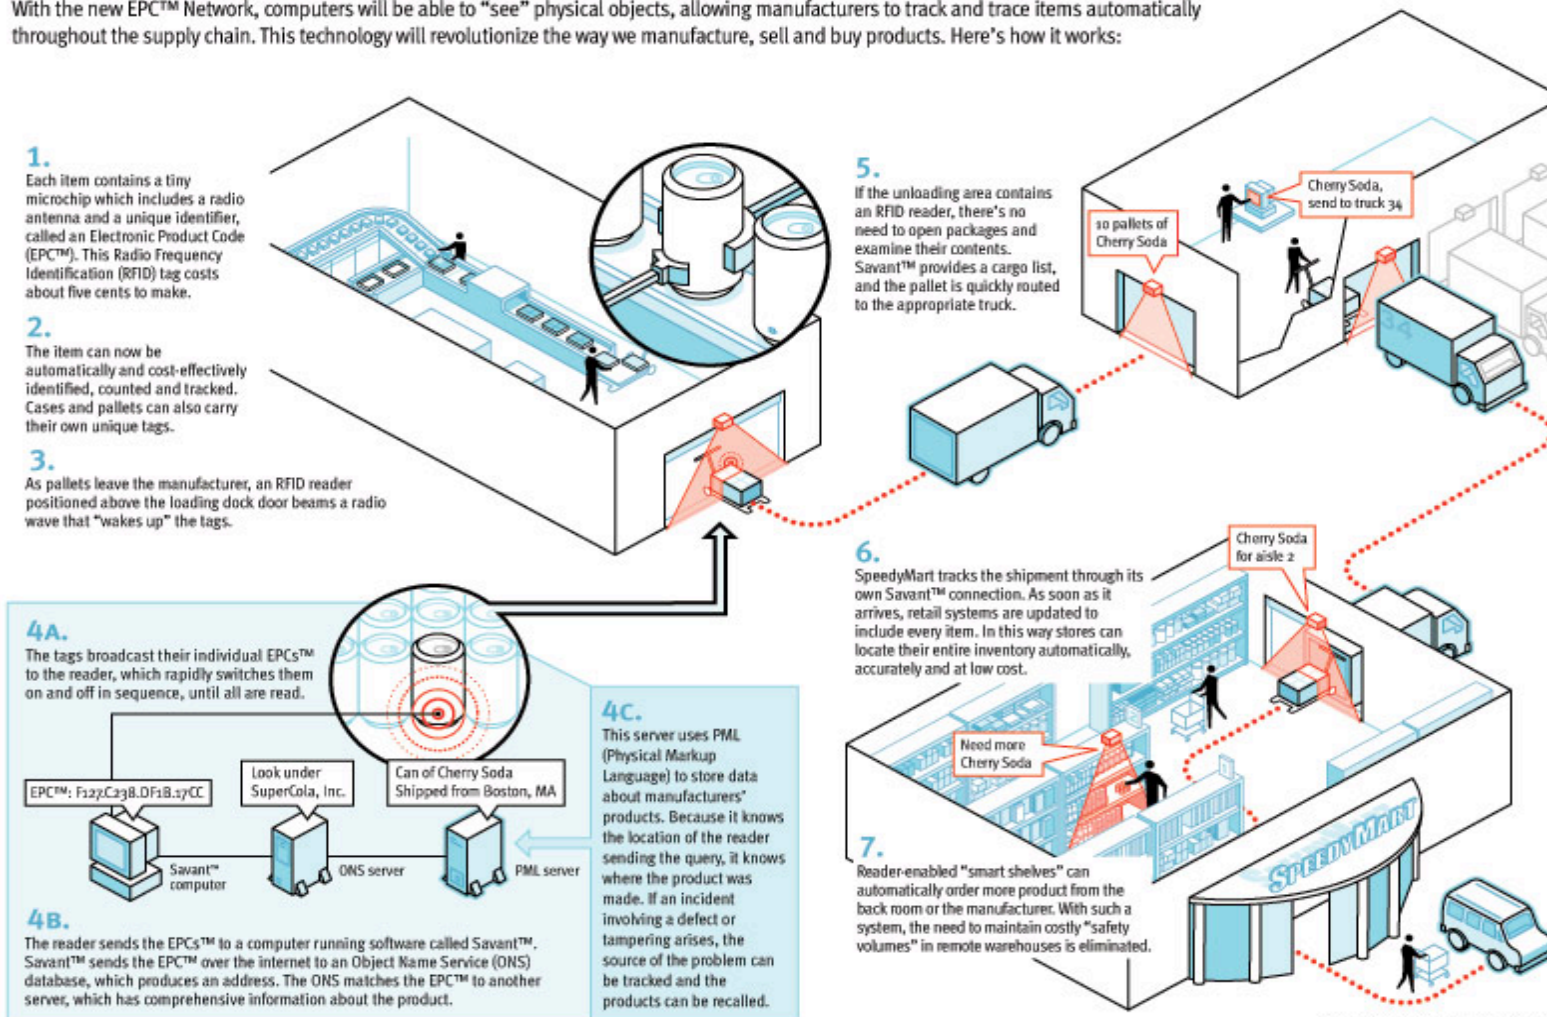 With the new EPC™ Network, computers will be able to “see” physical objects, allowing manufacturers to track and trace items automatically
throughout the supply chain. This technology will revolutionize the way we manufacture, sell and buy products. Here’s how it works:
1.
Each item contains a tiny
microchip which includes a radio
antenna and a unique identifier,
called an Electronic Product Code
(EPC™). This Radio Frequency
Identification (RFID) tag costs
about five cents to make.
2.
The item can now be
automatically and cost-effectively
identified, counted and tracked.
Cases and pallets can also carry
their own unique tags.
3.
As pallets leave the manufacturer, an RFID reader
positioned above the loading dock door beams a radio
wave that “wakes up” the tags.
4A.
The tags broadcast their individual EPCs™
to the reader, which rapidly switches them
on and off in sequence, until all are read.
EPC™: F127.C238.DF1B.17CC
Look under
SuperCola, Inc.
Can of Cherry Soda
Shipped from Boston, MA
Savant™
computer
ONS server
PML server
4B.
The reader sends the EPCs™ to a computer running software called Savant™.
Savant™ sends the EPC™ over the internet to an Object Name Service (ONS)
database, which produces an address. The ONS matches the EPC™ to another
server, which has comprehensive information about the product.
4C.
This server uses PML
(Physical Markup
Language) to store data
about manufacturers’
products. Because it knows
the location of the reader
sending the query, it knows
where the product was
made. If an incident
involving a defect or
tampering arises, the
source of the problem can
be tracked and the
products can be recalled.
5.
If the unloading area contains
an RFID reader, there’s no
need to open packages and
examine their contents.
Savant™ provides a cargo list,
and the pallet is quickly routed
to the appropriate truck.
10 pallets of
Cherry Soda
Cherry Soda,
send to truck 34
34
6.
SpeedyMart tracks the shipment through its
own Savant™ connection. As soon as it
arrives, retail systems are updated to
include every item. In this way stores can
locate their entire inventory automatically,
accurately and at low cost.
Cherry Soda
for aisle 2
Need more
Cherry Soda
7.
Reader-enabled “smart shelves” can
automatically order more product from the
back room or the manufacturer. With such a
system, the need to maintain costly “safety
volumes” in remote warehouses is eliminated.
SPEEDYMART